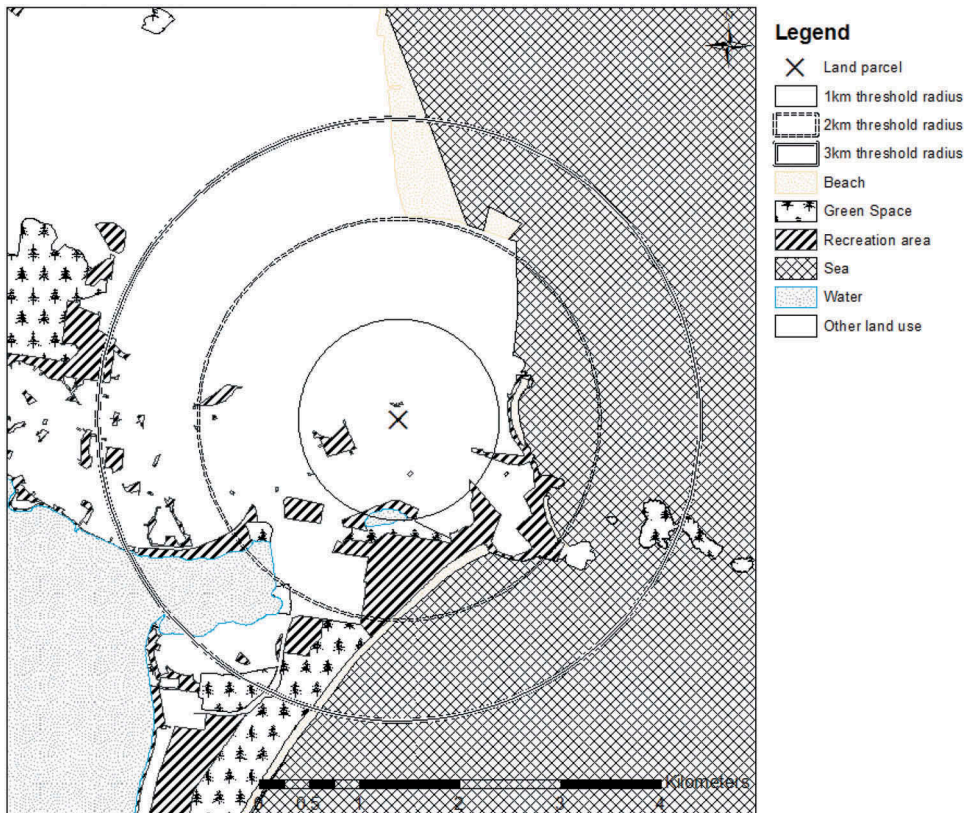 Legend
Land parcel
1km threshold radius
2km threshold radius
3km threshold radius
Beach
Green Space
Recreation area
Sea
Water
Other land use
Kilometers
0 0.5 1 2 3 4